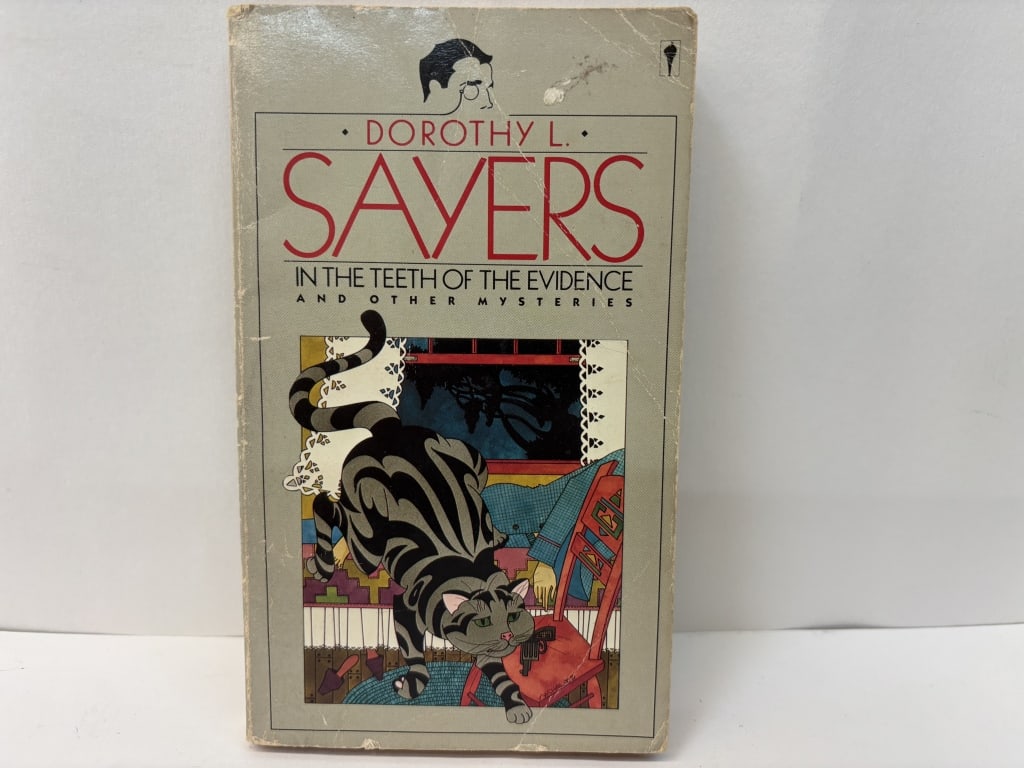 DOROTHY L.
SAYERS
IN THE TEETH OF THE EVIDENCE
AND OTHER MYSTERIES